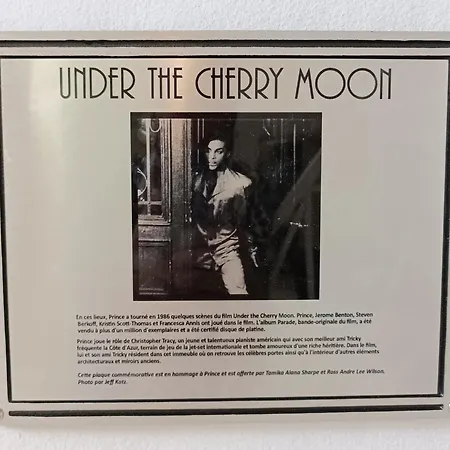 UNDER THE CHERRY MOON
En ces lieux, Prince a tourné en 1986 quelques scènes du film Under the Cherry Moon. Prince, Jerome Benton, Steven
Berkoff, Kristin Scott-Thomas et Francesca Annis ont joué dans le film. L'album Parade, bande-originale du film, a été
vendu à plus d'un million d'exemplaires et a été certifié disque de platine.
Prince joue le rôle de Christopher Tracy, un jeune et talentueux pianiste américain qui avec son meilleur ami Tricky
fréquente la Côte d'Azur, terrain de jeu de la jet-set internationale et tombe amoureux d'une riche héritière. Dans le film,
lui et son ami Tricky résident dans cet immeuble où on retrouve les célèbres portes ainsi qu'à l'intérieur d'autres éléments
architecturaux et miroirs anciens.
Cette plaque commémorative est en hommage à Prince et est offerte par Tamika Alana Sharpe et Ross Andre Lee Wilson.
Photo par Jeff Katz.